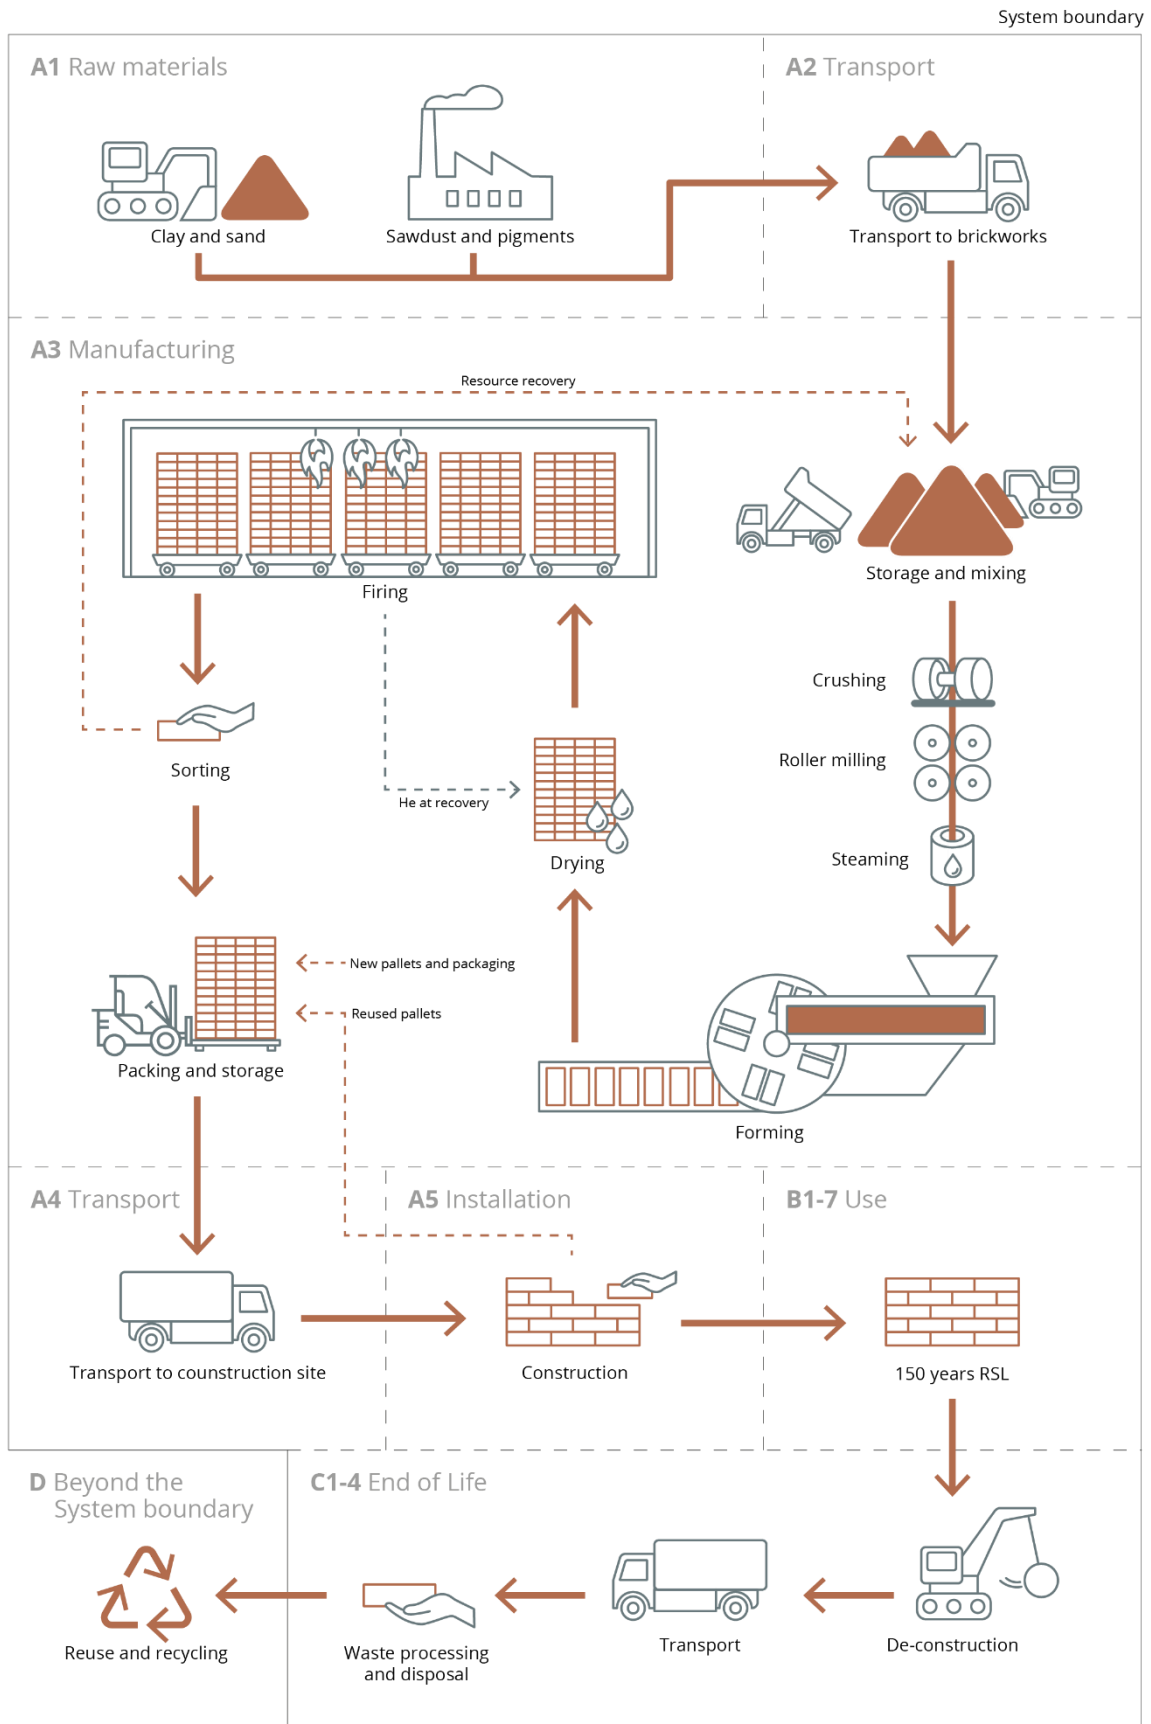 System boundary
A1 Raw materials
A2 Transport
Clay and sand
Sawdust and pigments
Transport to brickworks
A3 Manufacturing
Resource recovery
Firing
Storage and mixing
Crushing
Roller milling
Sorting
He at recovery
Drying
Steaming
New pallets and packaging
Reused pallets
Packing and storage
Forming
A4 Transport
A5 Installation
B1-7 Use
Transport to counstruction site
Construction
150 years RSL
D Beyond the
System boundary
C1-4 End of Life
Reuse and recycling
Waste processing
and disposal
Transport
De-construction